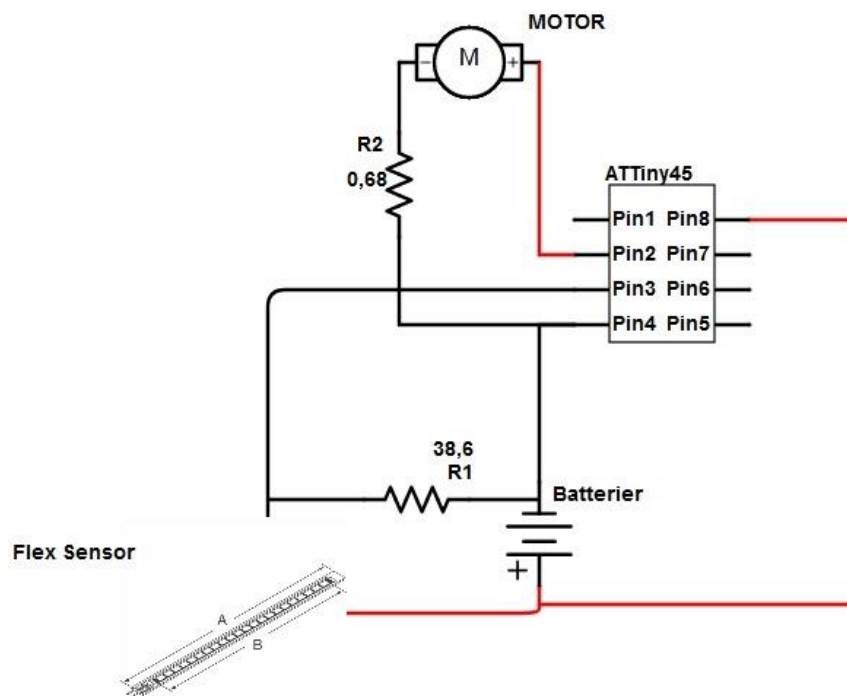 MOTOR
− M +
R2
0,68
ATTiny45
Pin1 Pin8
Pin2 Pin7
Pin3 Pin6
Pin4 Pin5
38,6
R1
Batterier
+
Flex Sensor
A
B